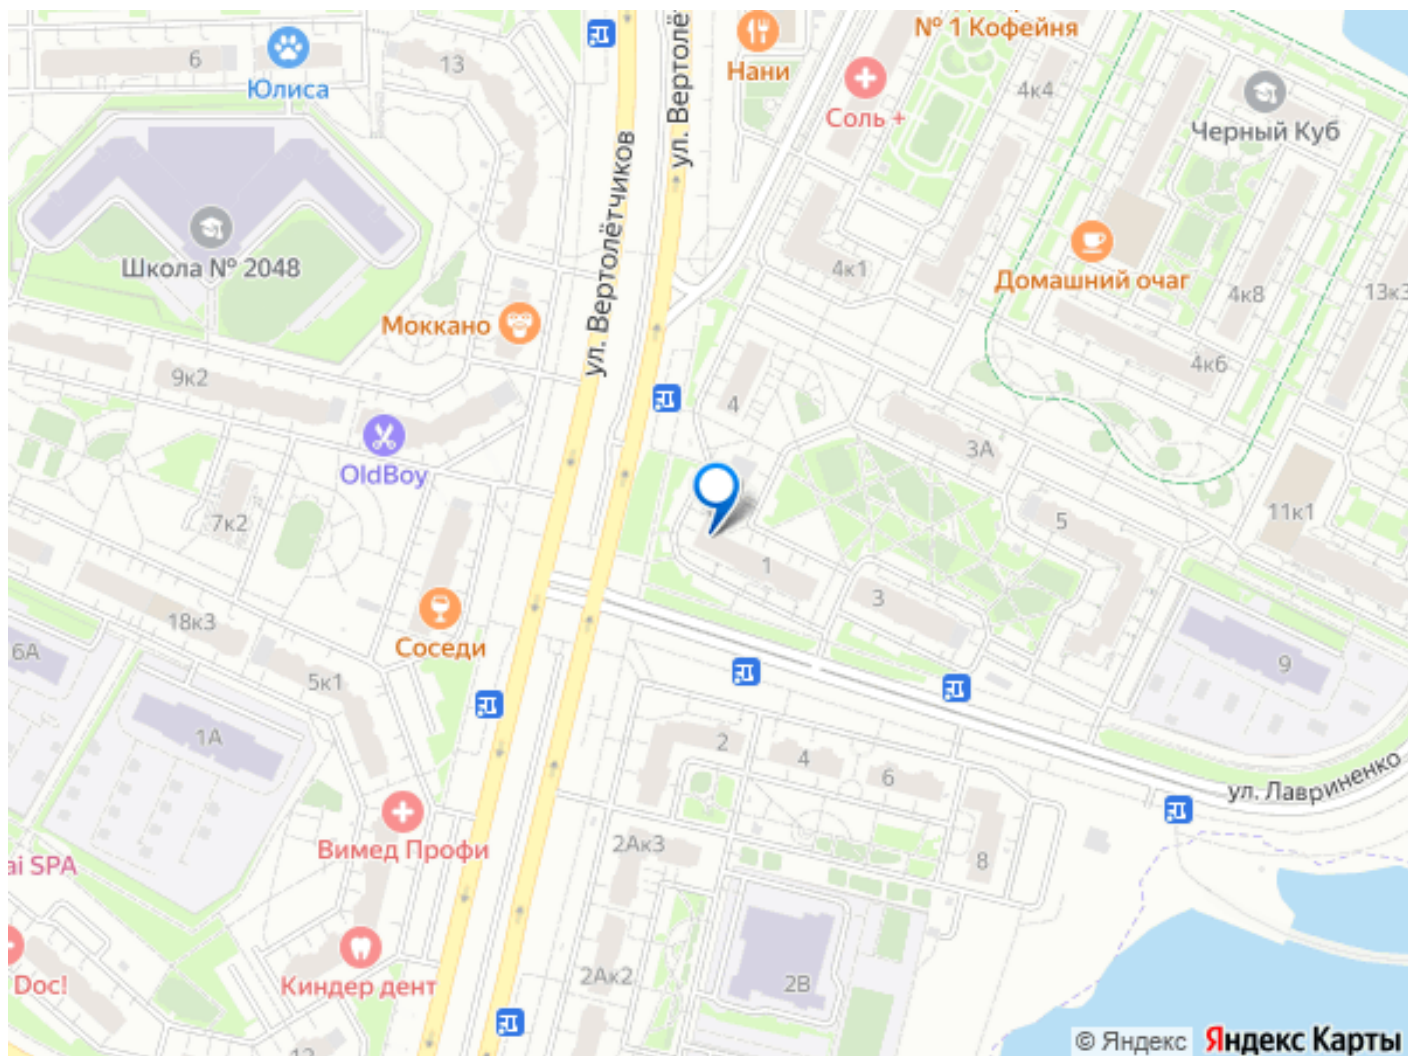 № 1 Кофейня
6
13
Юлиса
Нани
Соль +
4к4
Черный Куб
ул. Вертолё
ул. Вертолётчиков
Школа № 2048
4к1
Домашний очаг
4к8
13к3
Моккано
9к2
4
4к6
3А
OldBoy
7к2
5
11к1
1
3
18к3
Соседи
6А
5к1
9
1А
2
4
6
ул. Лавриненко
Вимед Профи
2Ак3
8
ai SPA
Doc!
Киндер дент
2Ак2
2В
12
© Яндекс
Яндекс Карты